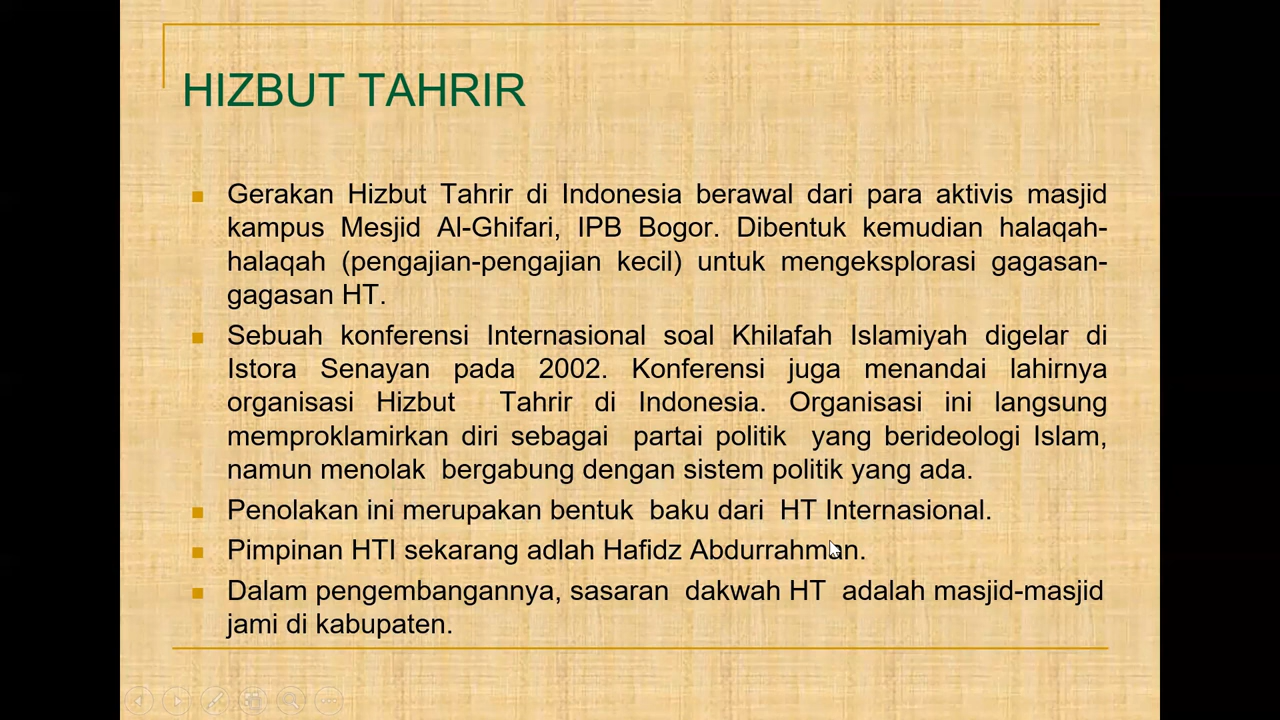 HIZBUT TAHRIR
Gerakan Hizbut Tahrir di Indonesia berawal dari para aktivis masjid
kampus Mesjid Al-Ghifari, IPB Bogor. Dibentuk kemudian halaqah-
halaqah (pengajian-pengajian kecil) untuk mengeksplorasi gagasan-
gagasan HT.
Sebuah konferensi Internasional soal Khilafah Islamiyah digelar di
Istora Senayan pada 2002. Konferensi juga menandai lahirnya
organisasi Hizbut Tahrir di Indonesia. Organisasi ini langsung
memproklamirkan diri sebagai partai politik yang berideologi Islam,
namun menolak bergabung dengan sistem politik yang ada.
Penolakan ini merupakan bentuk baku dari HT Internasional.
Pimpinan HTI sekarang adlah Hafidz Abdurrahman.
Dalam pengembangannya, sasaran dakwah HT adalah masjid-masjid
jami di kabupaten.